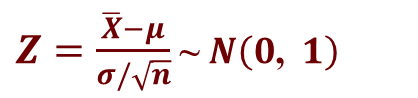 Z = X̅−μ / σ/√n ~ N(0, 1)